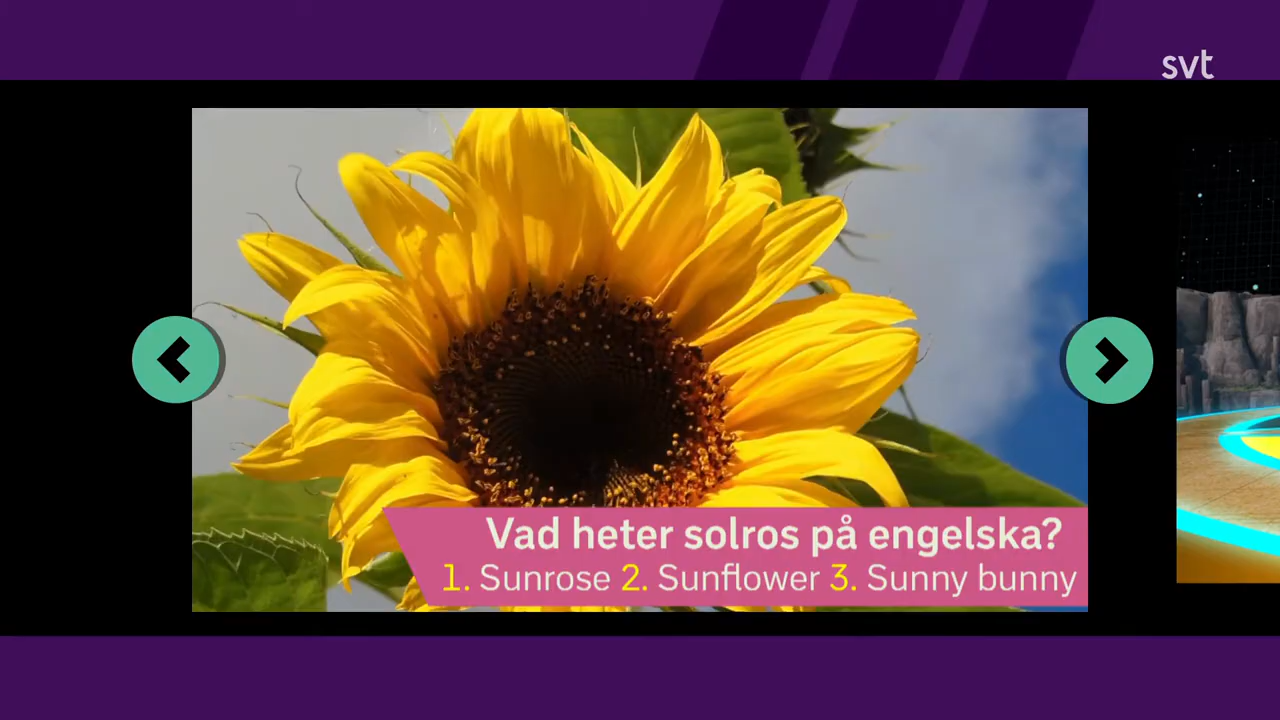 svt
Vad heter solros på engelska?
1. Sunrose 2. Sunflower 3. Sunny bunny